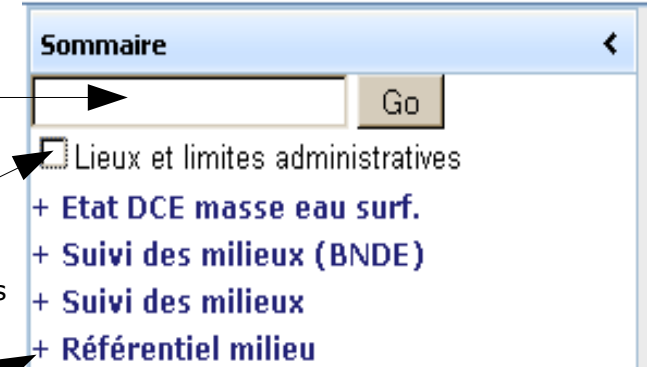 Sommaire
Go
Lieux et limites administratives
+ Etat DCE masse eau surf.
+ Suivi des milieux (BNDE)
s
+ Suivi des milieux
+ Référentiel milieu